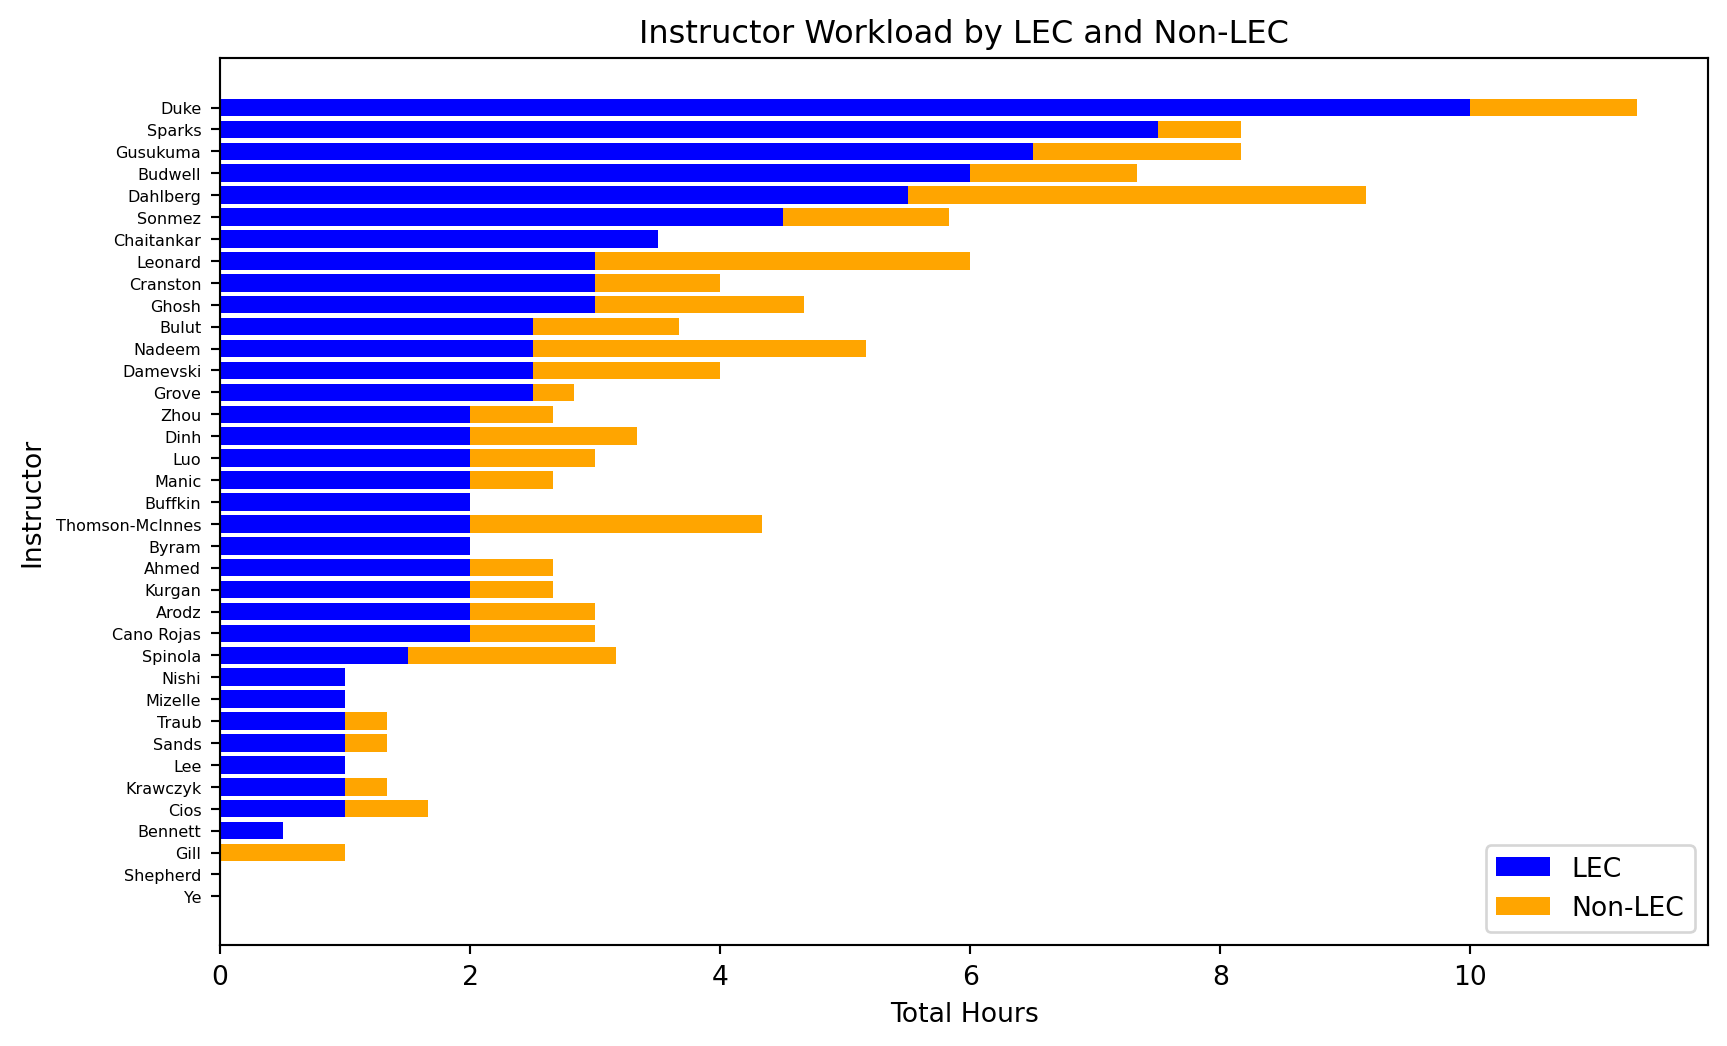 Instructor Workload by LEC and Non-LEC
Instructor
Duke
Sparks
Gusukuma
Budwell
Dahlberg
Sonmez
Chaitankar
Leonard
Cranston
Ghosh
Bulut
Nadeem
Damevski
Grove
Zhou
Dinh
Luo
Manic
Buffkin
Thomson-McInnes
Byram
Ahmed
Kurgan
Arodz
Cano Rojas
Spinola
Nishi
Mizelle
Traub
Sands
Lee
Krawczyk
Cios
Bennett
Gill
Shepherd
Ye
LEC
Non-LEC
0 2 4 6 8 10
Total Hours